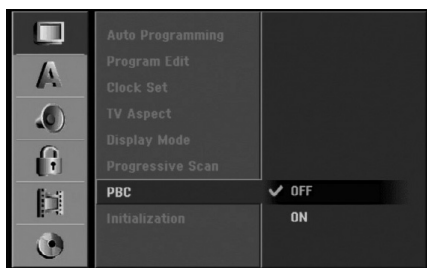 A
Auto Programming
Program Edit
Clock Set
TV Aspect
Display Mode
Progressive Scan
PBC
✔ OFF
Initialization
ON